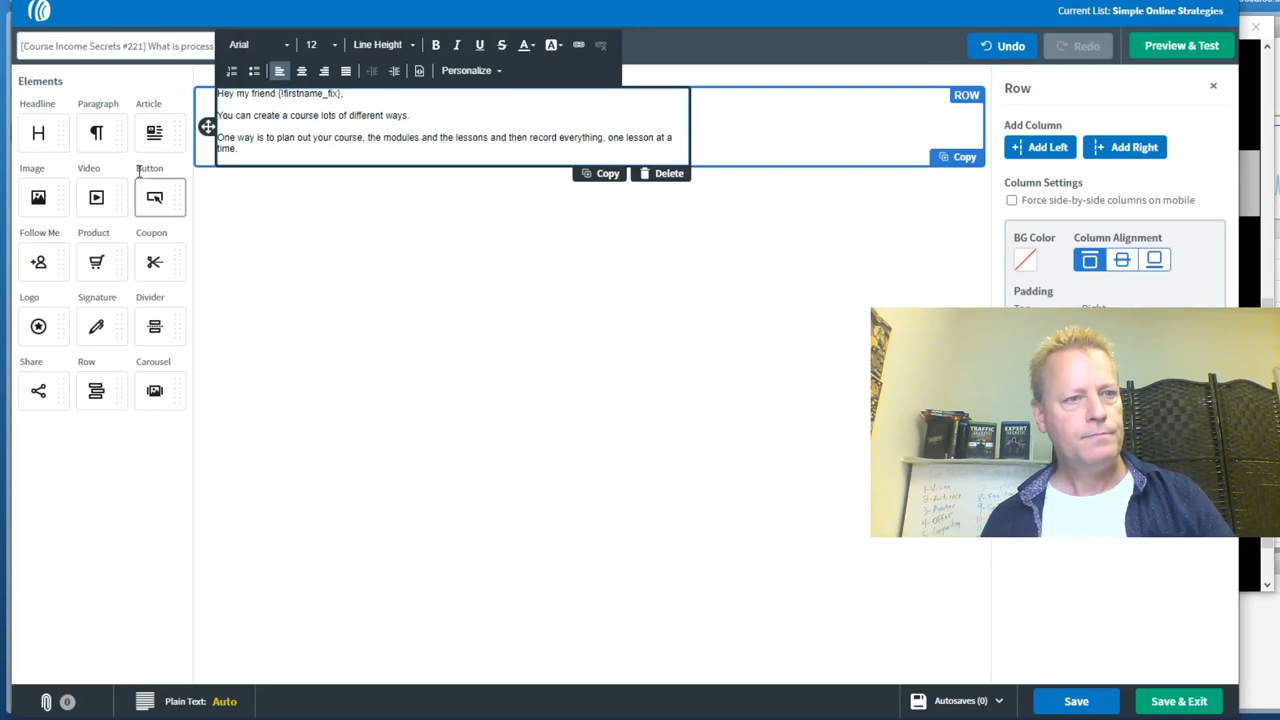 Current List: Simple Online Strategies
[Course Income Secrets #221] What is process
Arial
12
Line Height
B I U S A A
Personalize
Undo
Redo
Preview & Test
Elements
Headline
Paragraph
Article
H
Image
Video
Button
Follow Me
Product
Coupon
Logo
Signature
Divider
Share
Row
Carousel
Hey my friend {!firstname_fix},
You can create a course lots of different ways.
One way is to plan out your course, the modules and the lessons and then record everything, one lesson at a
time.
ROW
Copy
Copy
Delete
Row
Add Column
Add Left
Add Right
Column Settings
Force side-by-side columns on mobile
BG Color
Column Alignment
Padding
TRAFFIC
SECRETS
EXPERT
SECRETS
0
Plain Text: Auto
Autosaves (0)
Save
Save & Exit